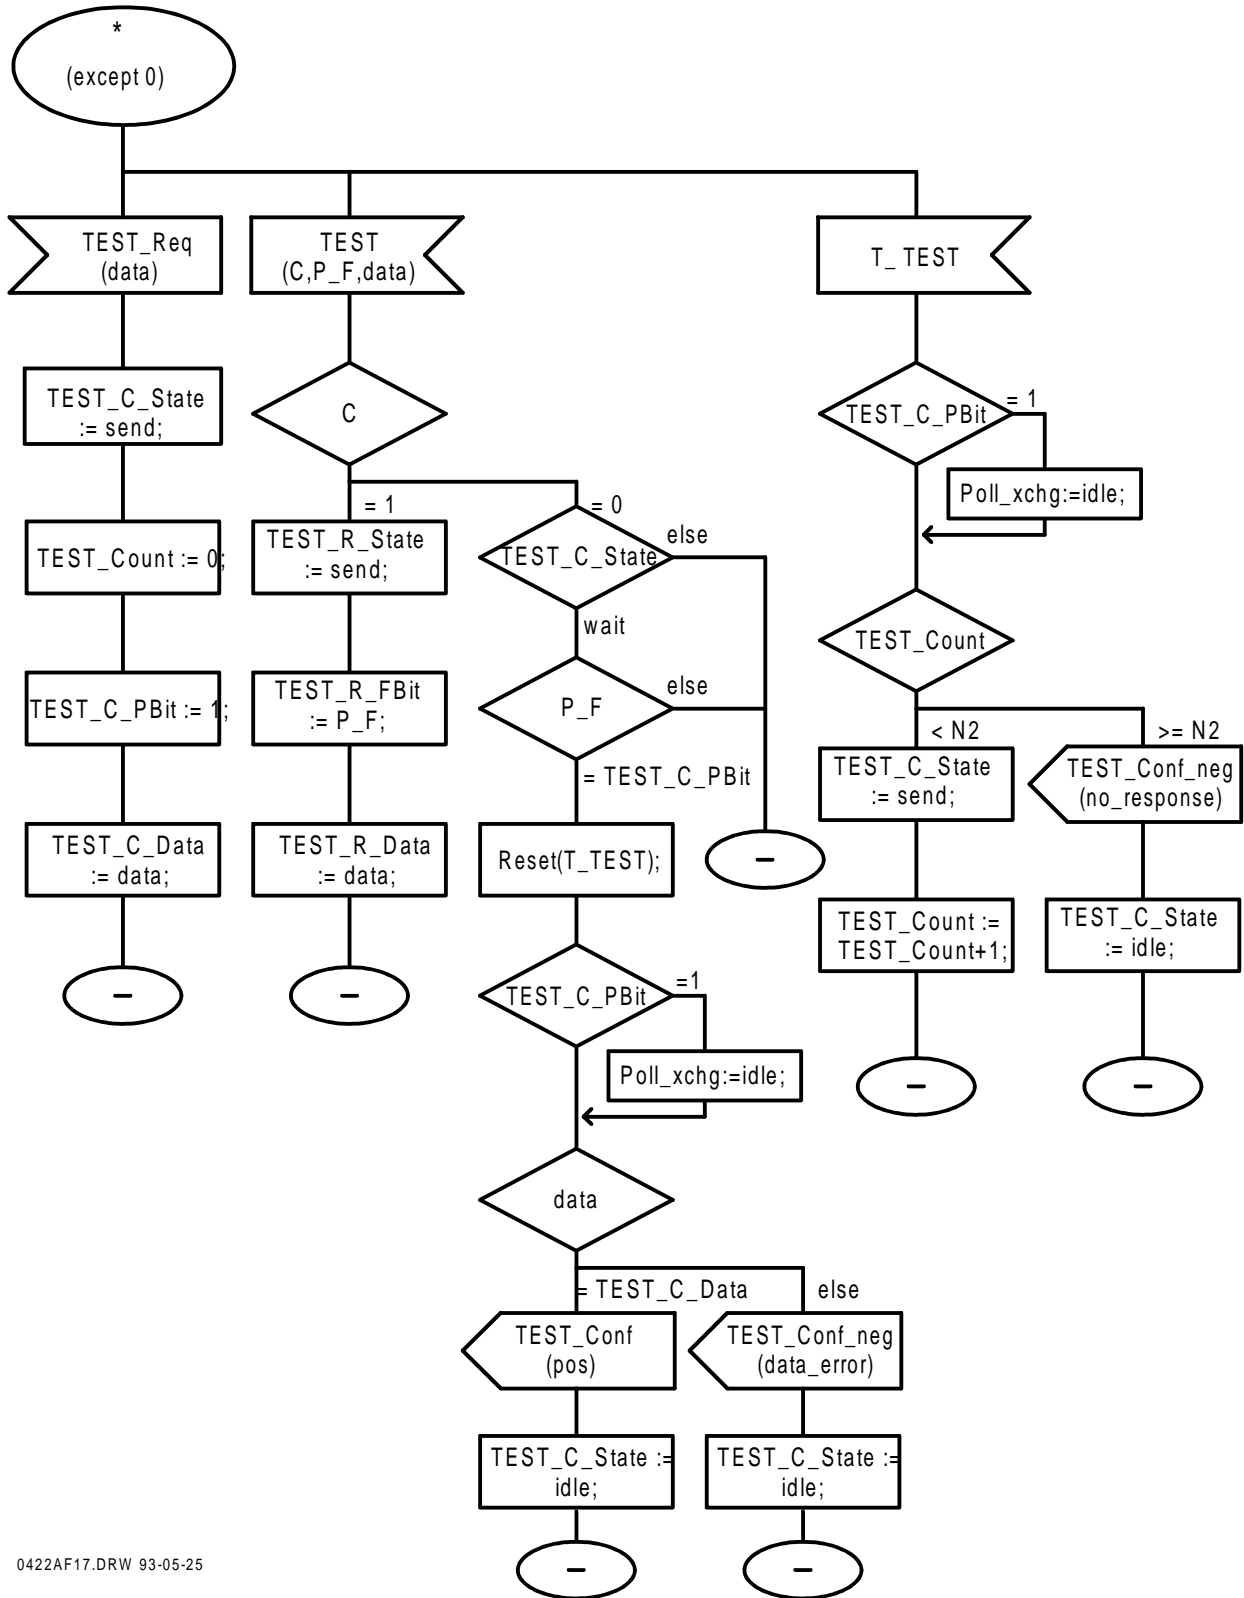 *
(except 0)
TEST_Req
(data)
TEST
(C,P_F,data)
T_ TEST
TEST_C_State
:= send;
C
TEST_C_PBit
= 1
Poll_xchg:=idle;
TEST_Count := 0;
= 1
TEST_R_State
:= send;
= 0
TEST_C_State
else
wait
TEST_Count
TEST_C_PBit := 1;
TEST_R_FBit
:= P_F;
P_F
else
= TEST_C_PBit
< N2
TEST_C_State
:= send;
>= N2
TEST_Conf_neg
(no_response)
TEST_C_Data
:= data;
TEST_R_Data
:= data;
Reset(T_TEST);
–
TEST_Count :=
TEST_Count+1;
TEST_C_State
:= idle;
–
–
TEST_C_PBit
=1
Poll_xchg:=idle;
–
–
data
= TEST_C_Data
else
TEST_Conf
(pos)
TEST_Conf_neg
(data_error)
TEST_C_State :=
idle;
TEST_C_State :=
idle;
–
–
0422AF17.DRW 93-05-25